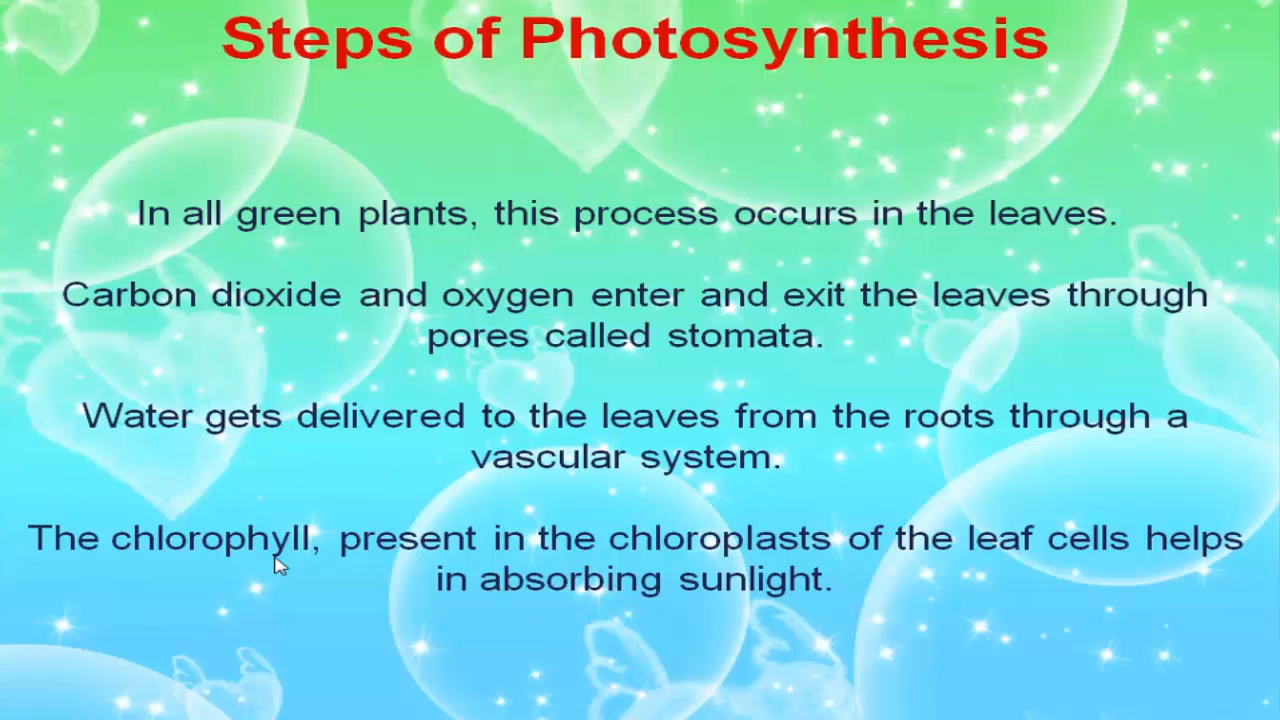 Steps of Photosynthesis
In all green plants, this process occurs in the leaves.
Carbon dioxide and oxygen enter and exit the leaves through
pores called stomata.
Water gets delivered to the leaves from the roots through a
vascular system.
The chlorophyll, present in the chloroplasts of the leaf cells helps
in absorbing sunlight.